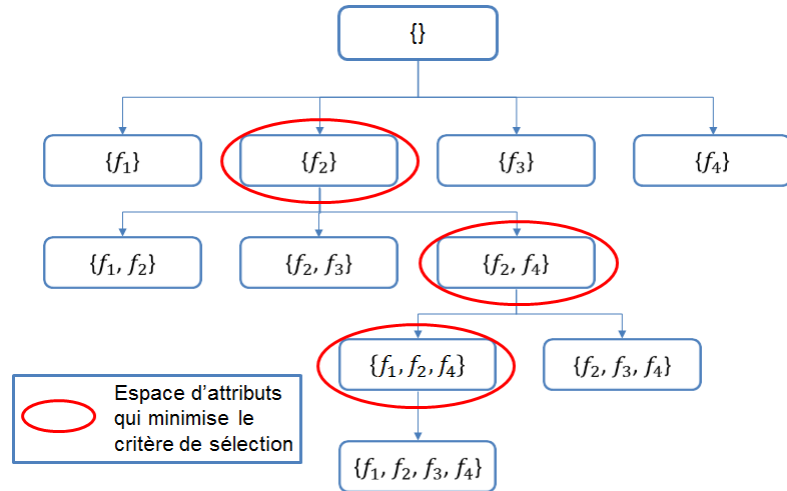 {}
{f₁}
{f₂}
{f₃}
{f₄}
{f₁, f₂}
{f₂, f₃}
{f₂, f₄}
{f₁, f₂, f₄}
{f₂, f₃, f₄}
Espace d'attributs
qui minimise le
critère de sélection
{f₁, f₂, f₃, f₄}